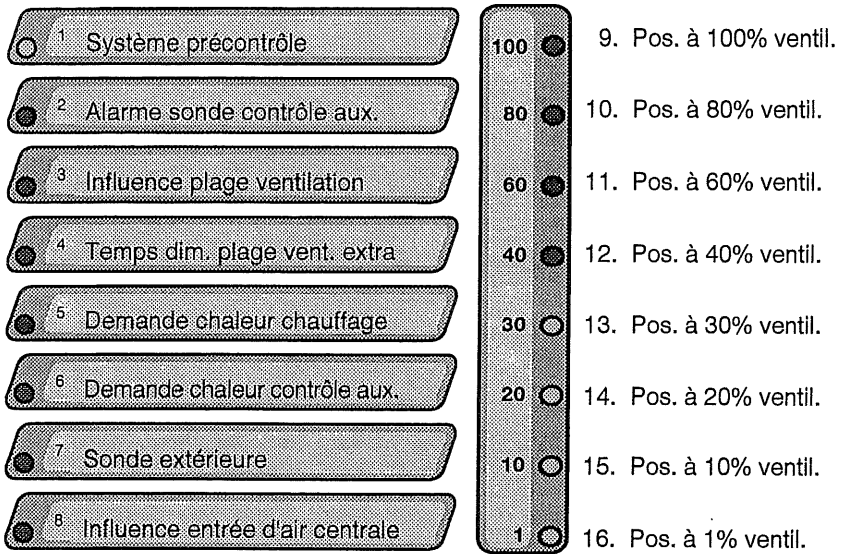 1 Système précontrôle
2 Alarme sonde contrôle aux.
3 Influence plage ventilation
4 Temps dim. plage vent. extra
5 Demande chaleur chauffage
6 Demande chaleur contrôle aux.
7 Sonde extérieure
8 Influence entrée d'air centrale
100
80
60
40
30
20
10
1
9. Pos. à 100% ventil.
10. Pos. à 80% ventil.
11. Pos. à 60% ventil.
12. Pos. à 40% ventil.
13. Pos. à 30% ventil.
14. Pos. à 20% ventil.
15. Pos. à 10% ventil.
16. Pos. à 1% ventil.